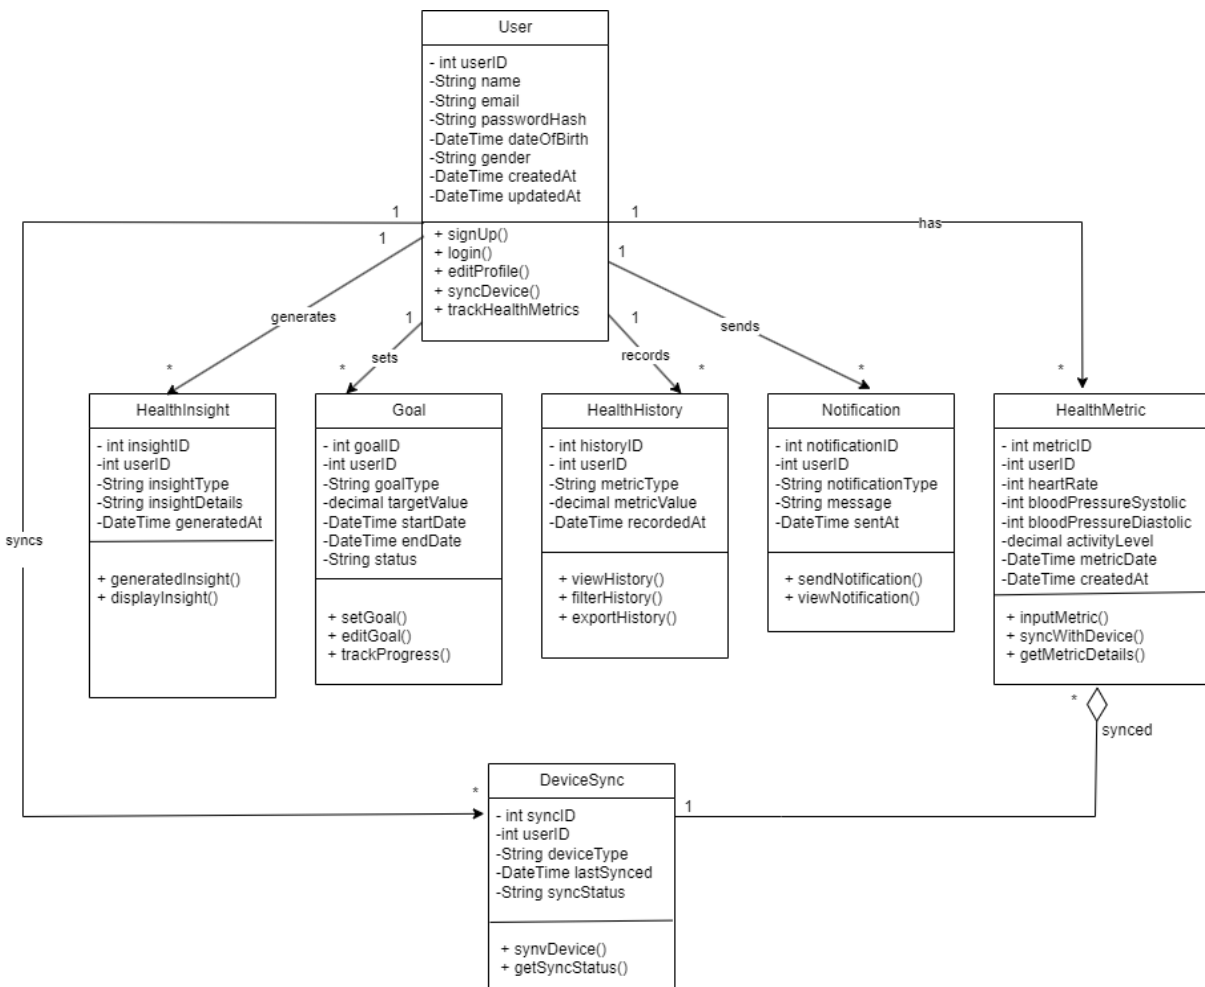 User
- int userID
-String name
-String email
-String passwordHash
-DateTime dateOfBirth
-String gender
-DateTime createdAt
-DateTime updatedAt
+ signUp()
+ login()
+ editProfile()
+ syncDevice()
+ trackHealthMetrics
1
1
1
1
1
1
has
generates
sets
records
sends
syncs
*
*
*
*
*
HealthInsight
- int insightID
-int userID
-String insightType
-String insightDetails
-DateTime generatedAt
+ generatedInsight()
+ displayInsight()
Goal
- int goalID
-int userID
-String goalType
-decimal targetValue
-DateTime startDate
-DateTime endDate
-String status
+ setGoal()
+ editGoal()
+ trackProgress()
HealthHistory
- int historyID
- int userID
-String metricType
-decimal metricValue
-DateTime recordedAt
+ viewHistory()
+ filterHistory()
+ exportHistory()
Notification
- int notificationID
-int userID
-String notificationType
-String message
-DateTime sentAt
+ sendNotification()
+ viewNotification()
HealthMetric
- int metricID
-int userID
-int heartRate
-int bloodPressureSystolic
-int bloodPressureDiastolic
-decimal activityLevel
-DateTime metricDate
-DateTime createdAt
+ inputMetric()
+ syncWithDevice()
+ getMetricDetails()
*
synced
*
1
DeviceSync
- int syncID
-int userID
-String deviceType
-DateTime lastSynced
-String syncStatus
+ synvDevice()
+ getSyncStatus()